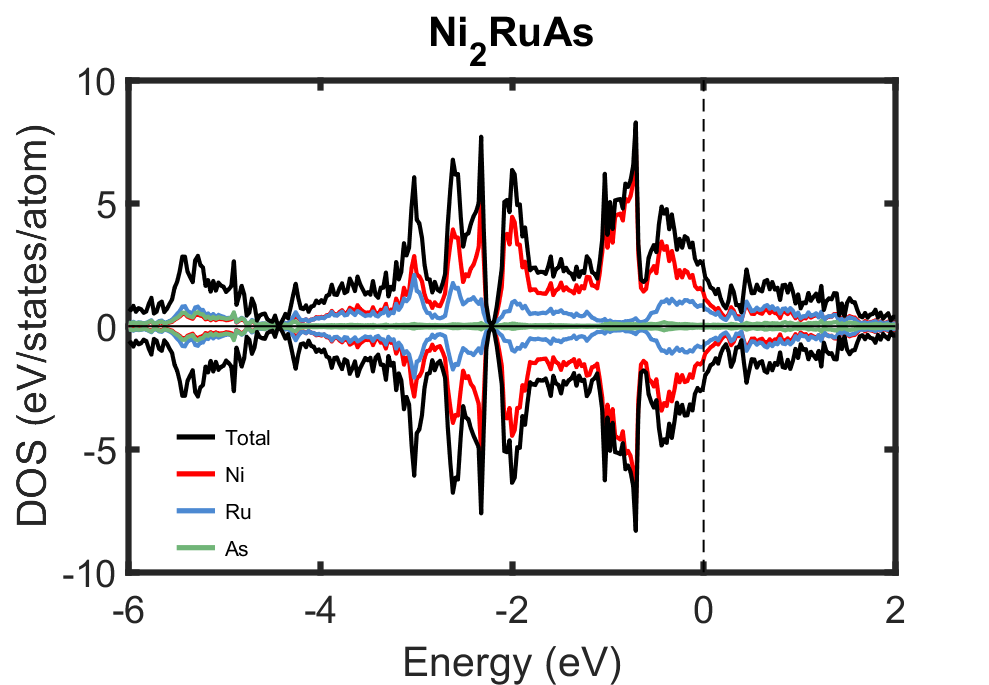 Ni2RuAs
10
5
0
-5
-10
DOS (eV/states/atom)
Total
Ni
Ru
As
-6 -4 -2 0 2
Energy (eV)